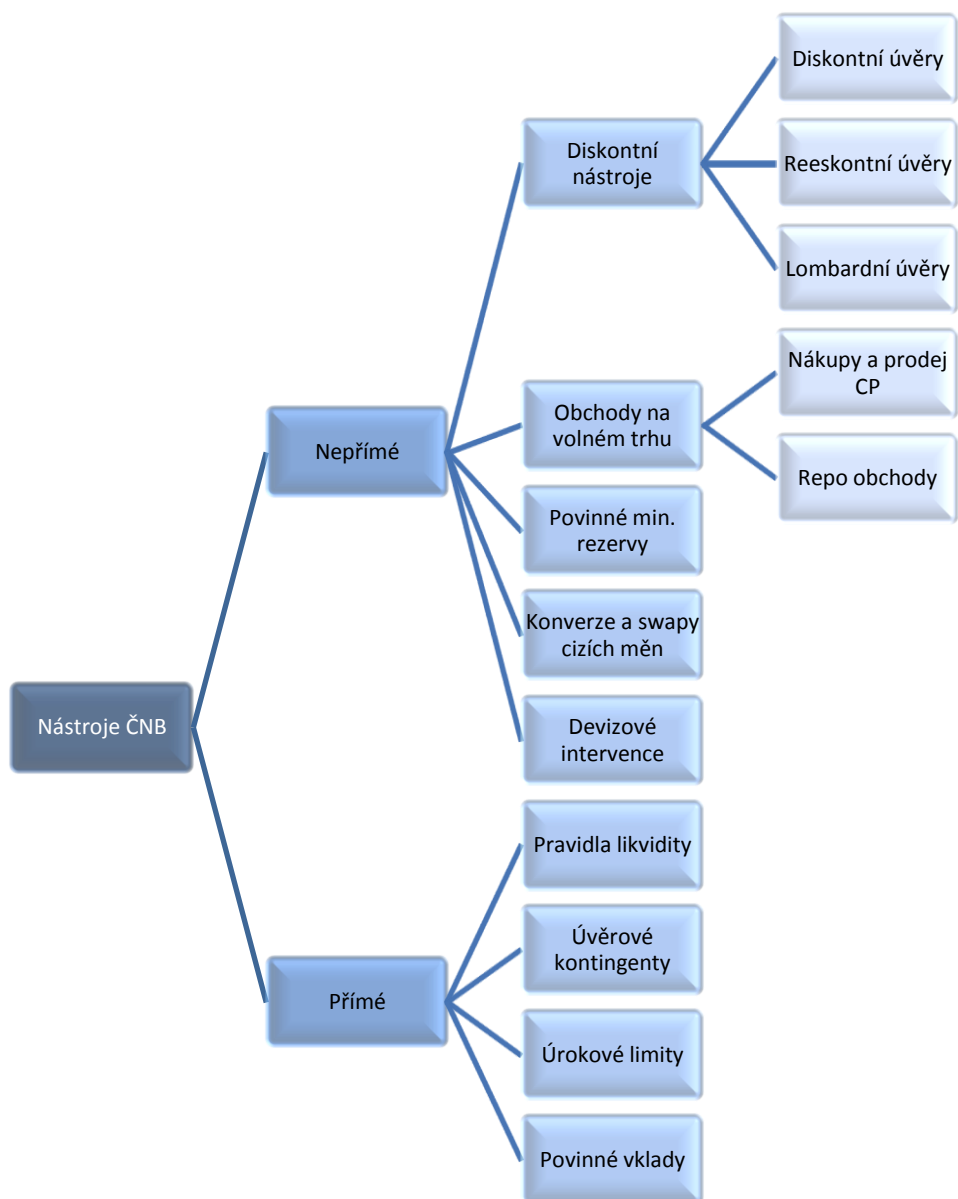 Diskontní úvěry
Diskontní
nástroje
Reeskontní úvěry
Lombardní úvěry
Nákupy a prodej
CP
Obchody na
volném trhu
Nepřímé
Repo obchody
Povinné min.
rezervy
Konverze a swapy
cizích měn
Nástroje ČNB
Devizové
intervence
Pravidla likvidity
Úvěrové
kontingenty
Přímé
Úrokové limity
Povinné vklady